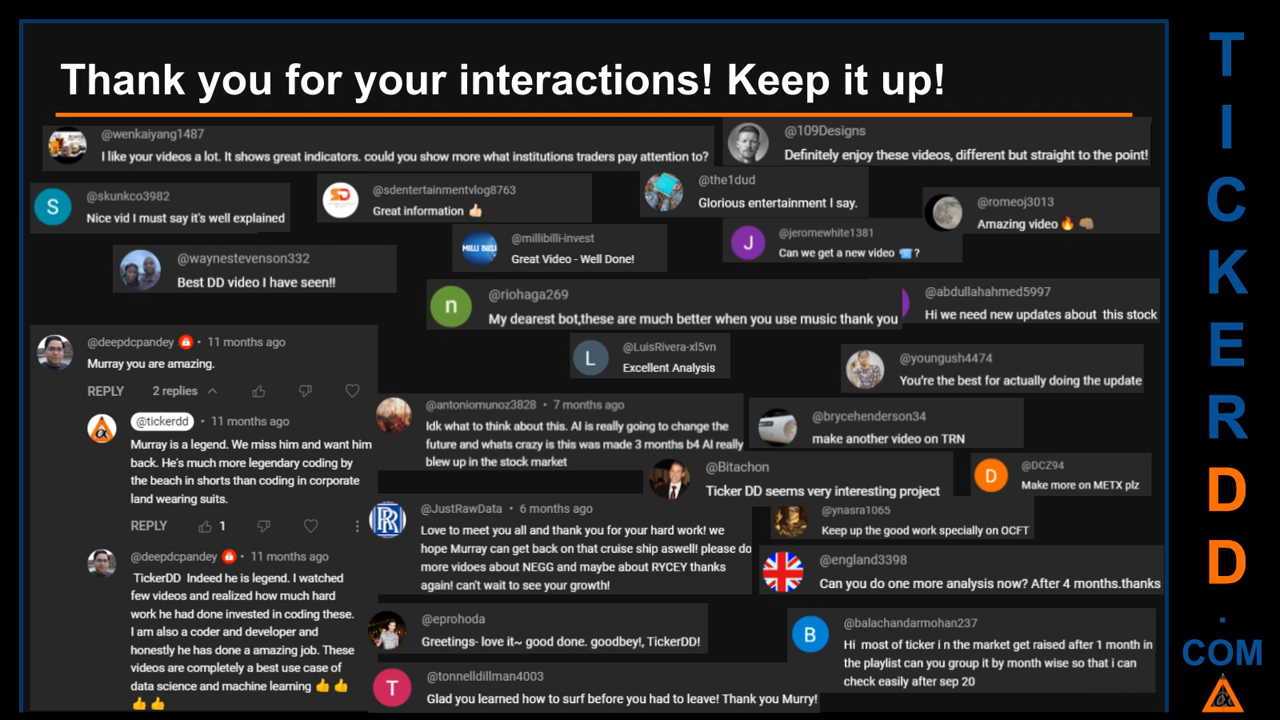 Thank you for your interactions! Keep it up!
@wenkaiyang1487
I like your videos a lot. It shows great indicators. could you show more what institutions traders pay attention to?
@109Designs
Definitely enjoy these videos, different but straight to the point!
@skunkco3982
Nice vid I must say it's well explained
@sdentertainmentvlog8763
Great information 👍🏻
@the1dud
Glorious entertainment I say.
@romeoj3013
Amazing video 🔥 👊🏽
@millibilli-invest
Great Video - Well Done!
MILLI BILLI
@jeromewhite1381
Can we get a new video ?
@waynestevenson332
Best DD video I have seen!!
@riohaga269
My dearest bot,these are much better when you use music thank you
@abdullahahmed5997
Hi we need new updates about this stock
@LuisRivera-xl5vn
Excellent Analysis
@youngush4474
You're the best for actually doing the update
@deepdcpandey • 11 months ago
Murray you are amazing.
REPLY 2 replies
@tickerdd • 11 months ago
Murray is a legend. We miss him and want him
back. He's much more legendary coding by
the beach in shorts than coding in corporate
land wearing suits.
REPLY 1
@deepdcpandey • 11 months ago
TickerDD Indeed he is legend. I watched
few videos and realized how much hard
work he had done invested in coding these.
I am also a coder and developer and
honestly he has done a amazing job. These
videos are completely a best use case of
data science and machine learning 👍 👍
👍 👍
@antoniomunoz3828 • 7 months ago
Idk what to think about this. AI is really going to change the
future and whats crazy is this was made 3 months b4 AI really
blew up in the stock market
@brycehenderson34
make another video on TRN
@Bitachon
Ticker DD seems very interesting project
@DCZ94
Make more on METX plz
@JustRawData • 6 months ago
Love to meet you all and thank you for your hard work! we
hope Murray can get back on that cruise ship aswell! please do
more vidoes about NEGG and maybe about RYCEY thanks
again! can't wait to see your growth!
@ynasra1065
Keep up the good work specially on OCFT
@england3398
Can you do one more analysis now? After 4 months.thanks
@eprohoda
Greetings- love it~ good done. goodbey!, TickerDD!
@balachandarmohan237
Hi most of ticker i n the market get raised after 1 month in
the playlist can you group it by month wise so that i can
check easily after sep 20
@tonnelldillman4003
Glad you learned how to surf before you had to leave! Thank you Murry!
S
SD
J
n
L
D
RR
B
T
T
I
C
K
E
R
D
D
.
COM